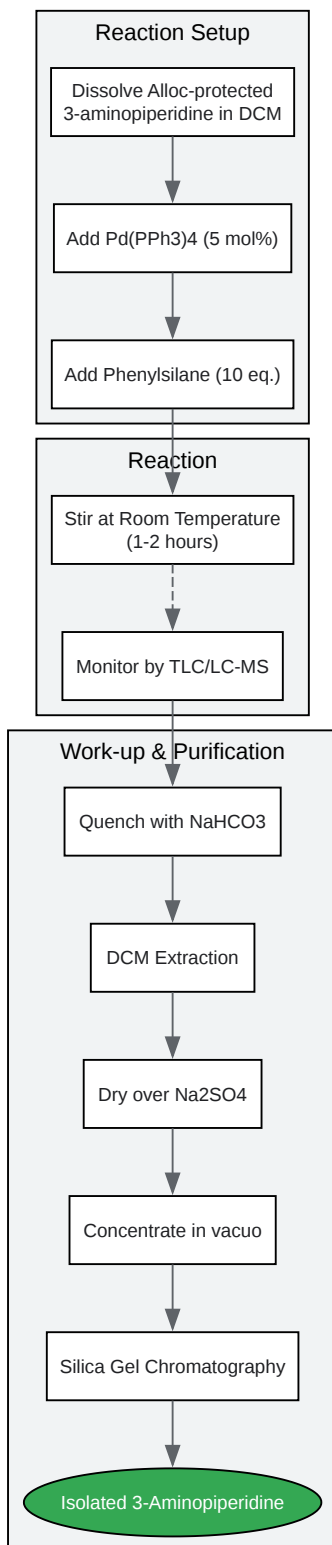 Reaction Setup
Dissolve Alloc-protected
3-aminopiperidine in DCM
Add Pd(PPh3)4 (5 mol%)
Add Phenylsilane (10 eq.)
Reaction
Stir at Room Temperature
(1-2 hours)
Monitor by TLC/LC-MS
Work-up & Purification
Quench with NaHCO3
DCM Extraction
Dry over Na2SO4
Concentrate in vacuo
Silica Gel Chromatography
Isolated 3-Aminopiperidine